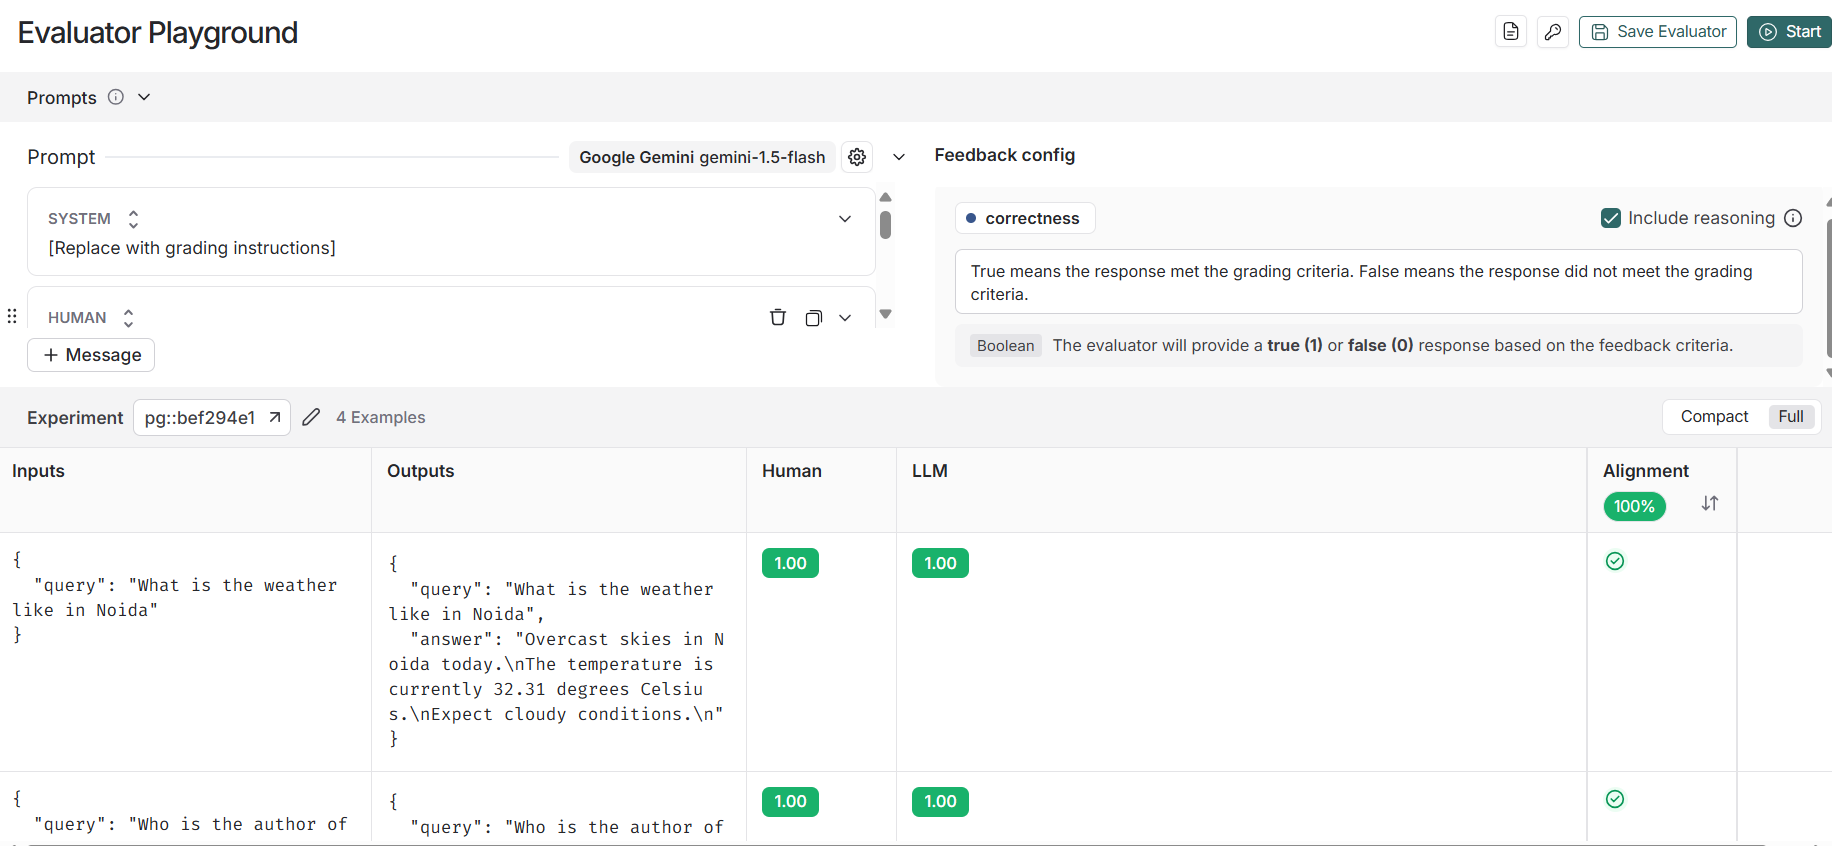 Evaluator Playground
Save Evaluator
Start
Prompts
Prompt
Google Gemini gemini-1.5-flash
Feedback config
SYSTEM
[Replace with grading instructions]
HUMAN
+ Message
correctness
Include reasoning
True means the response met the grading criteria. False means the response did not meet the grading
criteria.
Boolean The evaluator will provide a true (1) or false (0) response based on the feedback criteria.
Experiment pg::bef294e1 4 Examples
Compact Full
Inputs Outputs Human LLM Alignment
100%
{
"query": "What is the weather
like in Noida"
}
{
"query": "What is the weather
like in Noida",
"answer": "Overcast skies in N
oida today.\nThe temperature is
currently 32.31 degrees Celsiu
s.\nExpect cloudy conditions.\n"
}
1.00
1.00
{
"query": "Who is the author of
{
"query": "Who is the author of
1.00
1.00